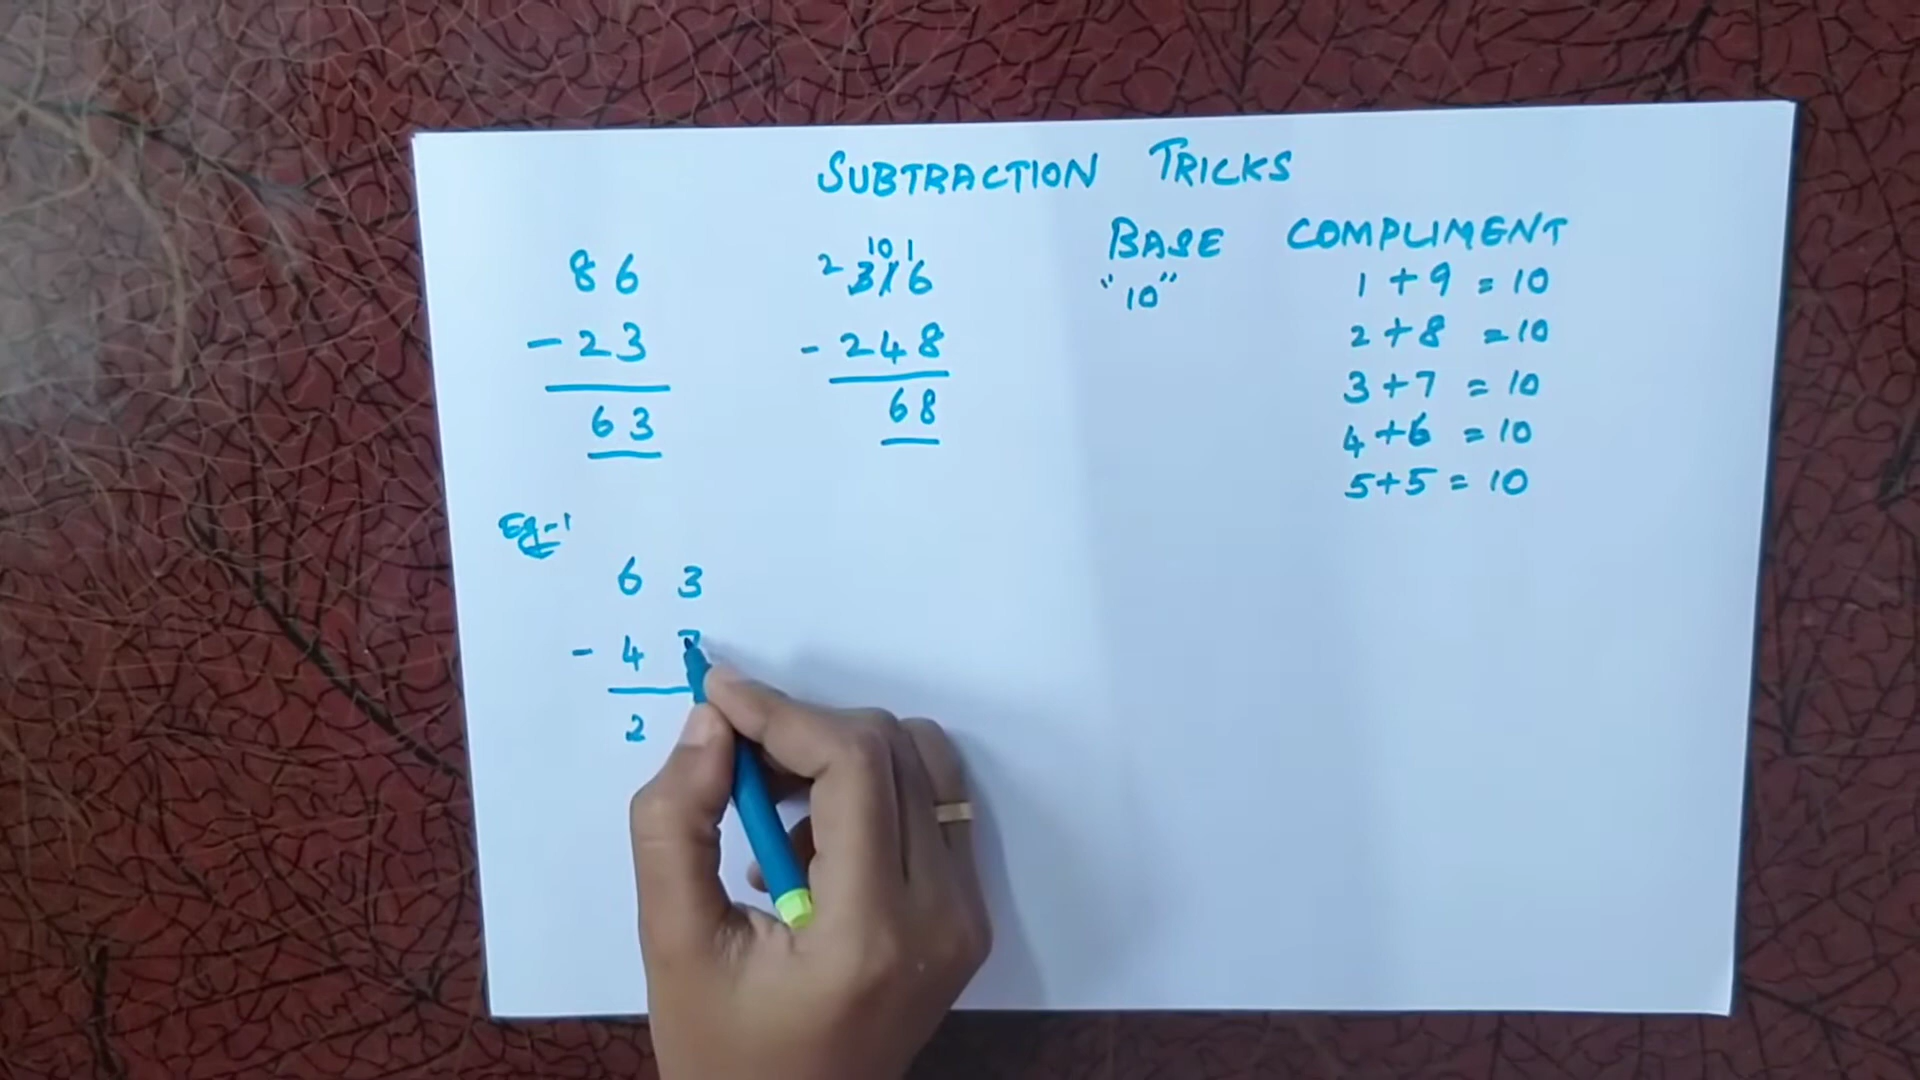 SUBTRACTION TRICKS
86
- 23
63
10 1
2 316
- 248
68
BASE COMPLIMENT
"10"
1 + 9 = 10
2 + 8 = 10
3 + 7 = 10
4 + 6 = 10
5 + 5 = 10
Eg-1
6 3
- 4
2